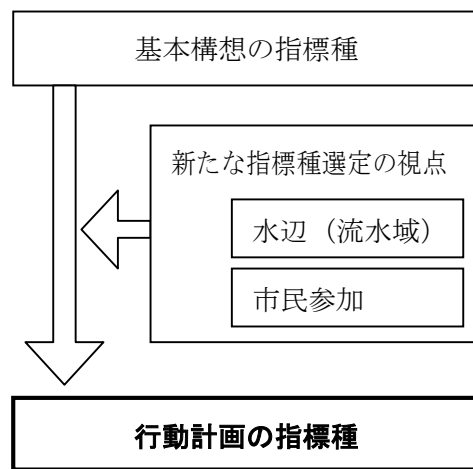 基本構想の指標種
新たな指標種選定の視点
水辺（流水域）
市民参加
行動計画の指標種